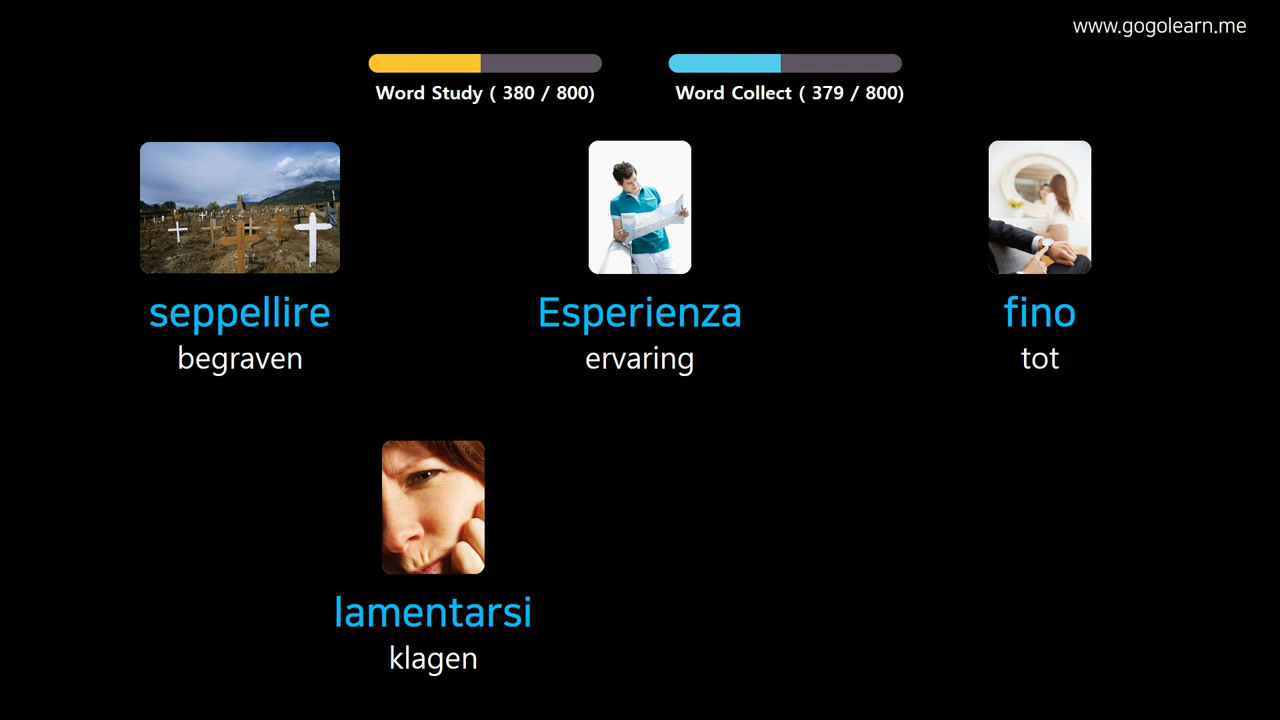 www.gogolearn.me
Word Study ( 380 / 800)
Word Collect ( 379 / 800)
seppellire
begraven
Esperienza
ervaring
fino
tot
lamentarsi
klagen